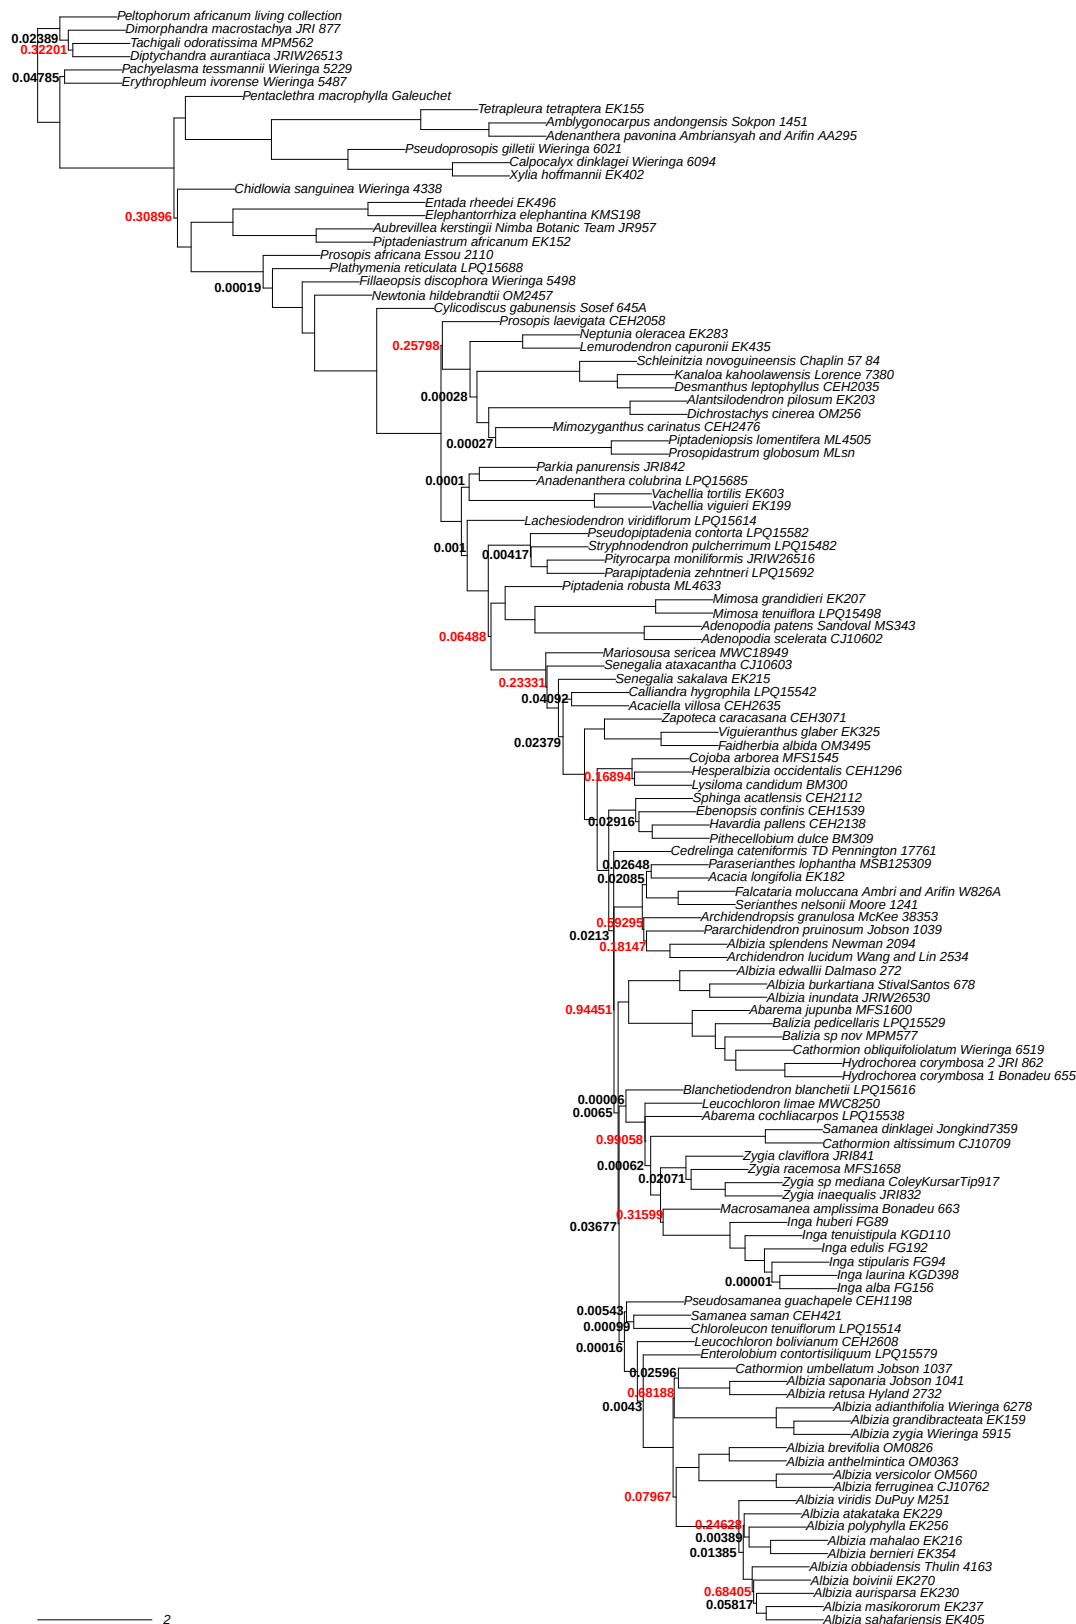 Peltophorum africanum living collection
Dimorphandra macrostachya JRI 877
0.02389
Tachigali odoratissima MPM562
0.32201
Diptychandra aurantiaca JRIW26513
Pachyelasma tessmannii Wieringa 5229
0.04785
Erythrophleum ivorense Wieringa 5487
Pentaclethra macrophylla Galeuchet
Tetrapleura tetraptera EK155
Amblygonocarpus andongensis Sokpon 1451
Adenanthera pavonina Ambriansyah and Arifin AA295
Pseudoprosopis gilletii Wieringa 6021
Calpocalyx dinklagei Wieringa 6094
Xylia hoffmannii EK402
Chidlowia sanguinea Wieringa 4338
Entada rheedei EK496
0.30896
Elephantorrhiza elephantina KMS198
Aubrevillea kerstingii Nimba Botanic Team JR957
Piptadeniastrum africanum EK152
Prosopis africana Essou 2110
Plathymenia reticulata LPQ15688
Fillaeopsis discophora Wieringa 5498
0.00019
Newtonia hildebrandtii OM2457
Cylicodiscus gabunensis Sosef 645A
Prosopis laevigata CEH2058
Neptunia oleracea EK283
0.25798
Lemurodendron capuronii EK435
Schleinitzia novoguineensis Chaplin 57 84
Kanaloa kahoolawensis Lorence 7380
Desmanthus leptophyllus CEH2035
0.00028
Alantsilodendron pilosum EK203
Dichrostachys cinerea OM256
Mimozyganthus carinatus CEH2476
Piptadeniopsis lomentifera ML4505
0.00027
Prosopidastrum globosum MLsn
Parkia panurensis JRI842
0.0001
Anadenanthera colubrina LPQ15685
Vachellia tortilis EK603
Vachellia viguieri EK199
Lachesiodendron viridiflorum LPQ15614
Pseudopiptadenia contorta LPQ15582
0.001
Stryphnodendron pulcherrimum LPQ15482
0.00417
Pityrocarpa moniliformis JRIW26516
Parapiptadenia zehntneri LPQ15692
Piptadenia robusta ML4633
Mimosa grandidieri EK207
Mimosa tenuiflora LPQ15498
Adenopodia patens Sandoval MS343
0.06488
Adenopodia scelerata CJ10602
Mariosousa sericea MWC18949
Senegalia ataxacantha CJ10603
Senegalia sakalava EK215
0.23331
Calliandra hygrophila LPQ15542
0.04092
Acaciella villosa CEH2635
Zapoteca caracasana CEH3071
Viguieranthus glaber EK325
0.02379
Faidherbia albida OM3495
Cojoba arborea MFS1545
Hesperalbizia occidentalis CEH1296
0.16894
Lysiloma candidum BM300
Sphinga acatlensis CEH2112
Ebenopsis confinis CEH1539
0.02916
Havardia pallens CEH2138
Pithecellobium dulce BM309
Cedrelinga cateniformis TD Pennington 17761
0.02648
Paraserianthes lophantha MSB125309
0.02085
Acacia longifolia EK182
Falcataria moluccana Ambri and Arifin W826A
Serianthes nelsonii Moore 1241
Archidendropsis granulosa McKee 38353
0.59295
Pararchidendron pruinosum Jobson 1039
0.0213
Albizia splendens Newman 2094
0.18147
Archidendron lucidum Wang and Lin 2534
Albizia edwallii Dalmaso 272
Albizia burkartiana StivalSantos 678
Albizia inundata JRIW26530
0.94451
Abarema jupunba MFS1600
Balizia pedicellaris LPQ15529
Balizia sp nov MPM577
Cathormion obliquifoliolatum Wieringa 6519
Hydrochorea corymbosa 2 JRI 862
Hydrochorea corymbosa 1 Bonadeu 655
Blanchetiodendron blanchetii LPQ15616
0.00006
Leucochloron limae MWC8250
0.0065
Abarema cochliacarpos LPQ15538
Samanea dinklagei Jongkind7359
0.99058
Cathormion altissimum CJ10709
Zygia claviflora JRI841
0.00062
Zygia racemosa MFS1658
0.02071
Zygia sp mediana ColeyKursarTip917
Zygia inaequalis JRI832
Macrosamanea amplissima Bonadeu 663
0.31599
Inga huberi FG89
0.03677
Inga tenuistipula KGD110
Inga edulis FG192
Inga stipularis FG94
Inga laurina KGD398
0.00001
Inga alba FG156
Pseudosamanea guachapele CEH1198
0.00543
Samanea saman CEH421
0.00099
Chloroleucon tenuiflorum LPQ15514
Leucochloron bolivianum CEH2608
0.00016
Enterolobium contortisiliquum LPQ15579
Cathormion umbellatum Jobson 1037
0.02596
Albizia saponaria Jobson 1041
0.68188
Albizia retusa Hyland 2732
0.0043
Albizia adianthifolia Wieringa 6278
Albizia grandibracteata EK159
Albizia zygia Wieringa 5915
Albizia brevifolia OM0826
Albizia anthelmintica OM0363
Albizia versicolor OM560
Albizia ferruginea CJ10762
0.07967
Albizia viridis DuPuy M251
Albizia atakataka EK229
0.24628
Albizia polyphylla EK256
0.00389
Albizia mahalao EK216
0.01385
Albizia bernieri EK354
Albizia obbiadensis Thulin 4163
Albizia boivinii EK270
0.68405
Albizia aurisparsa EK230
0.05817
Albizia masikororum EK237
Albizia sahafariensis EK405
2